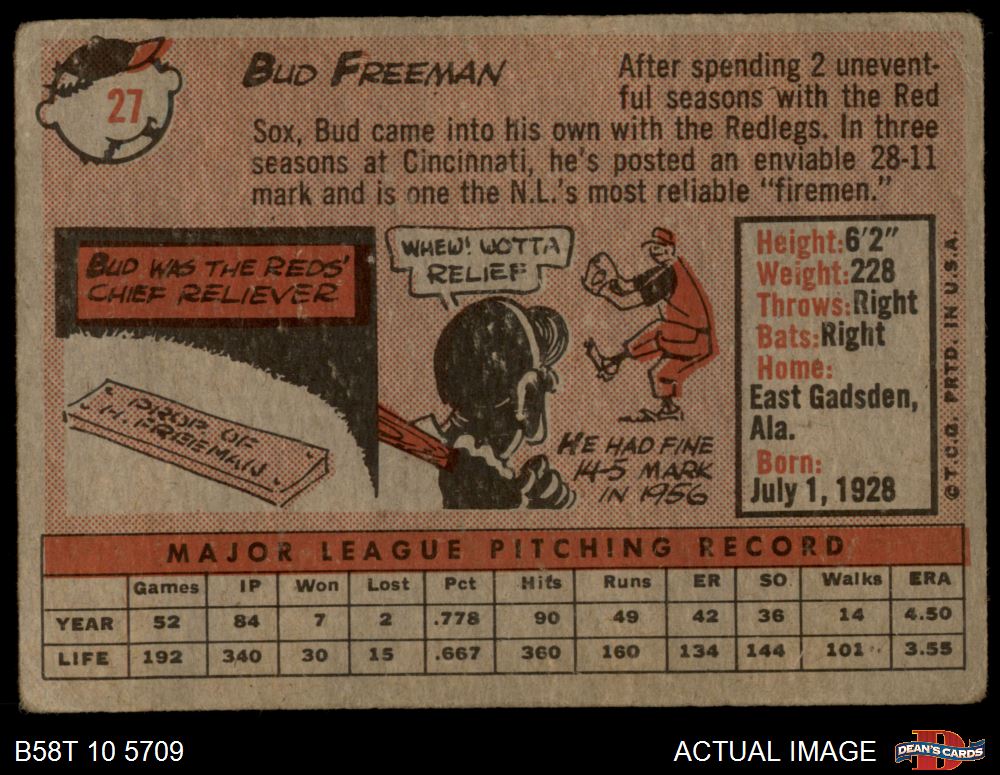 27
BUD FREEMAN
After spending 2 unevent-
ful seasons with the Red
Sox, Bud came into his own with the Redlegs. In three
seasons at Cincinnati, he's posted an enviable 28-11
mark and is one the N.L.'s most reliable "firemen."
BUD WAS THE REDS'
CHIEF RELIEVER
PROP. OF
H. FREEMAN
WHEW! WOTTA
RELIEF
HE HAD FINE
14-5 MARK
IN 1956
Height: 6'2"
Weight: 228
Throws: Right
Bats: Right
Home:
East Gadsden,
Ala.
Born:
July 1, 1928
© T.C.G. PRTD. IN U.S.A.
MAJOR LEAGUE PITCHING RECORD
Games IP Won Lost Pct Hits Runs ER SO Walks ERA
YEAR 52 84 7 2 .778 90 49 42 36 14 4.50
LIFE 192 340 30 15 .667 360 160 134 144 101 3.55
B58T 10 5709
ACTUAL IMAGE
DEAN'S CARDS